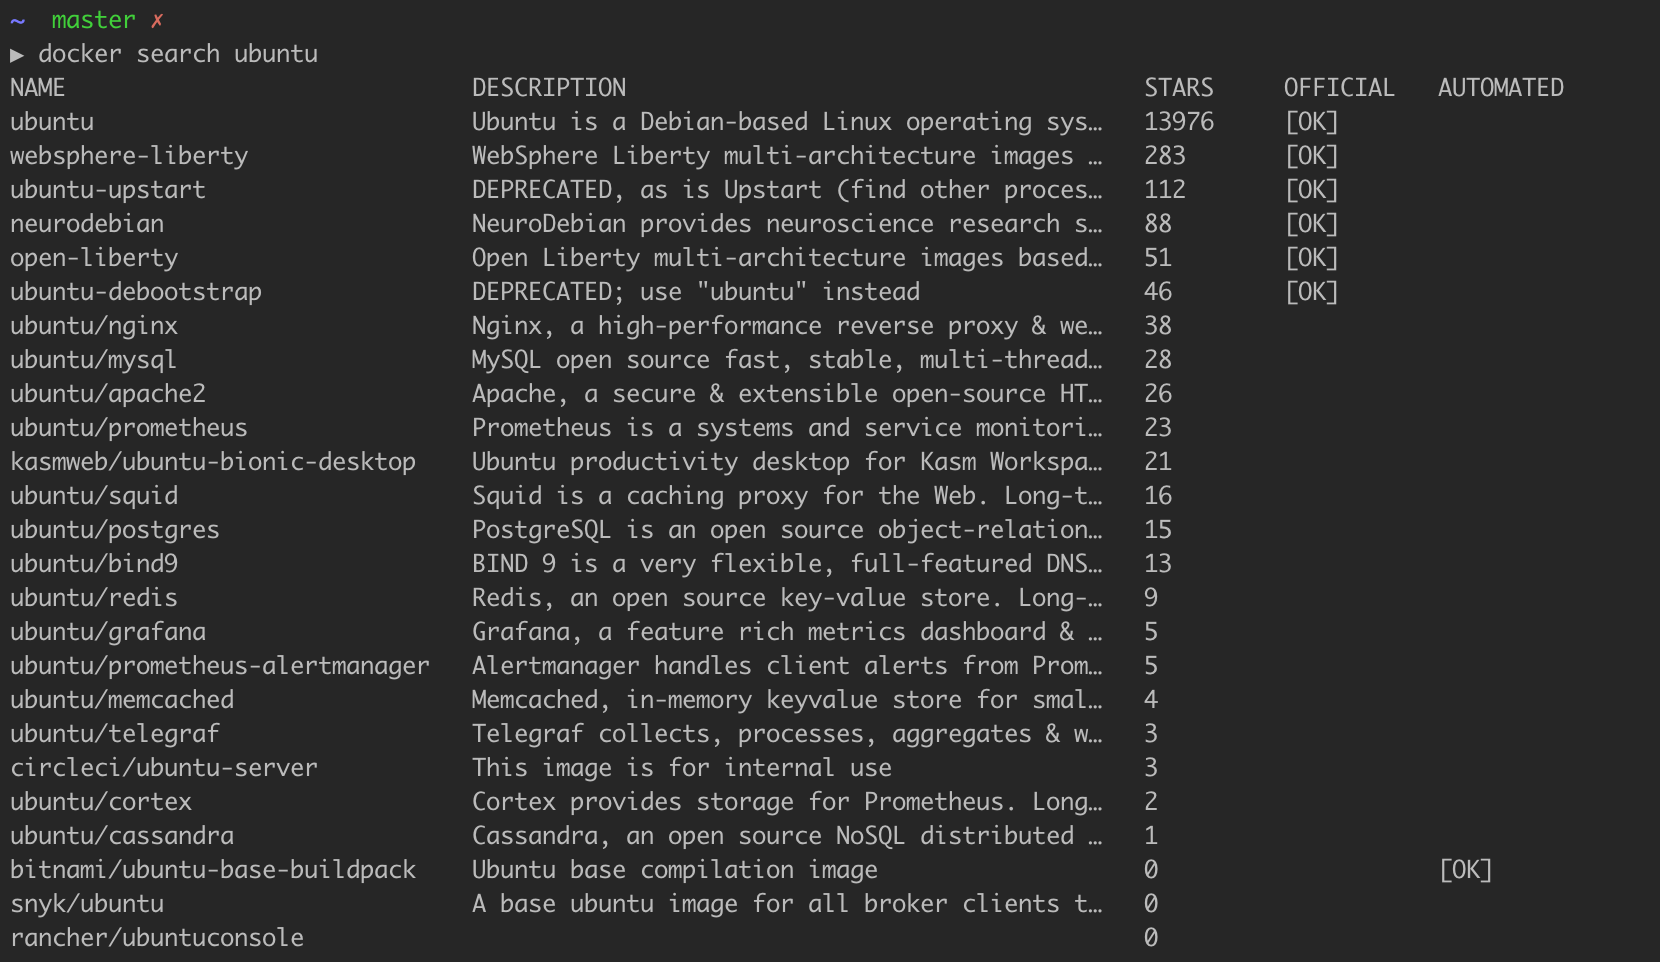 ~ master ✗
▶ docker search ubuntu
NAME DESCRIPTION STARS OFFICIAL AUTOMATED
ubuntu Ubuntu is a Debian-based Linux operating sys… 13976 [OK]
websphere-liberty WebSphere Liberty multi-architecture images … 283 [OK]
ubuntu-upstart DEPRECATED, as is Upstart (find other proces… 112 [OK]
neurodebian NeuroDebian provides neuroscience research s… 88 [OK]
open-liberty Open Liberty multi-architecture images based… 51 [OK]
ubuntu-debootstrap DEPRECATED; use "ubuntu" instead 46 [OK]
ubuntu/nginx Nginx, a high-performance reverse proxy & we… 38
ubuntu/mysql MySQL open source fast, stable, multi-thread… 28
ubuntu/apache2 Apache, a secure & extensible open-source HT… 26
ubuntu/prometheus Prometheus is a systems and service monitori… 23
kasmweb/ubuntu-bionic-desktop Ubuntu productivity desktop for Kasm Workspa… 21
ubuntu/squid Squid is a caching proxy for the Web. Long-t… 16
ubuntu/postgres PostgreSQL is an open source object-relation… 15
ubuntu/bind9 BIND 9 is a very flexible, full-featured DNS… 13
ubuntu/redis Redis, an open source key-value store. Long-… 9
ubuntu/grafana Grafana, a feature rich metrics dashboard & … 5
ubuntu/prometheus-alertmanager Alertmanager handles client alerts from Prom… 5
ubuntu/memcached Memcached, in-memory keyvalue store for smal… 4
ubuntu/telegraf Telegraf collects, processes, aggregates & w… 3
circleci/ubuntu-server This image is for internal use 3
ubuntu/cortex Cortex provides storage for Prometheus. Long… 2
ubuntu/cassandra Cassandra, an open source NoSQL distributed … 1
bitnami/ubuntu-base-buildpack Ubuntu base compilation image 0 [OK]
snyk/ubuntu A base ubuntu image for all broker clients t… 0
rancher/ubuntuconsole 0